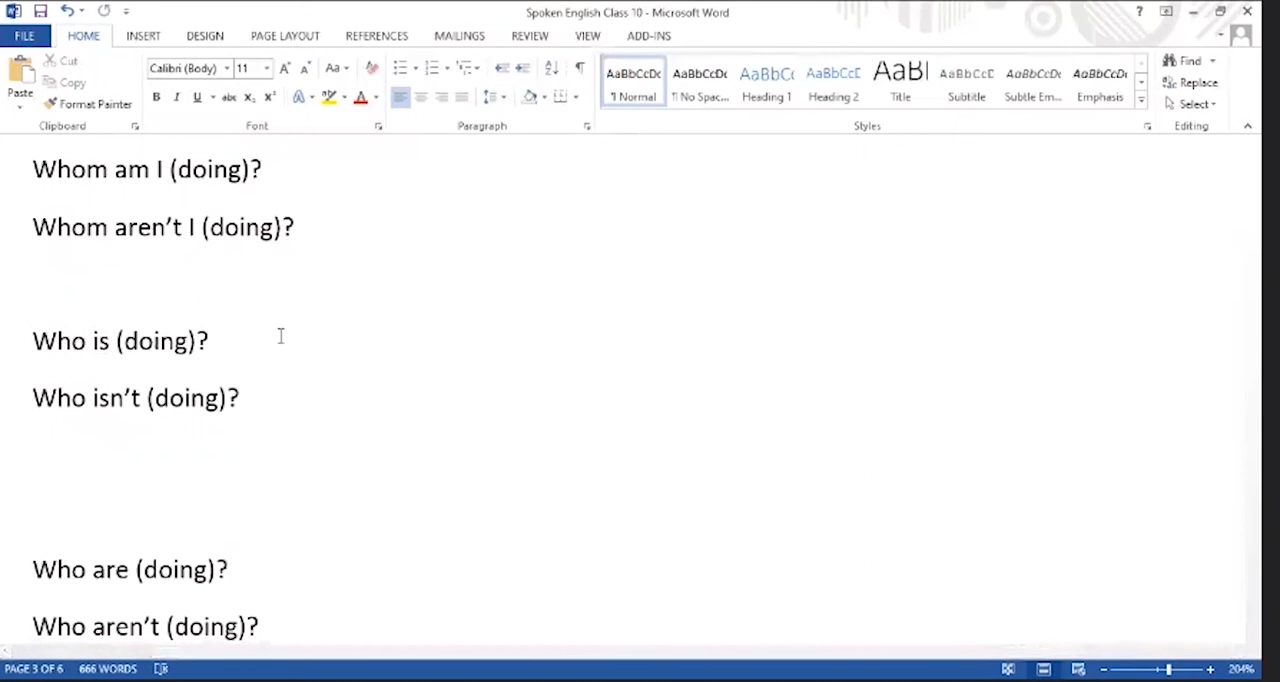 Spoken English Class 10 - Microsoft Word
FILE HOME INSERT DESIGN PAGE LAYOUT REFERENCES MAILINGS REVIEW VIEW ADD-INS
Cut
Copy
Paste
Format Painter
Clipboard
Calibri (Body) 11
Font
Paragraph
AaBbCcDc AaBbCcDc AaBbC( AaBbCcE AaBl AaBbCcE AaBbCcDc AaBbCcDc
¶ Normal ¶ No Spac... Heading 1 Heading 2 Title Subtitle Subtle Em... Emphasis
Styles
Find
Replace
Select
Editing
Whom am I (doing)?
Whom aren’t I (doing)?
Who is (doing)?
Who isn’t (doing)?
Who are (doing)?
Who aren’t (doing)?
PAGE 3 OF 6 666 WORDS 204%